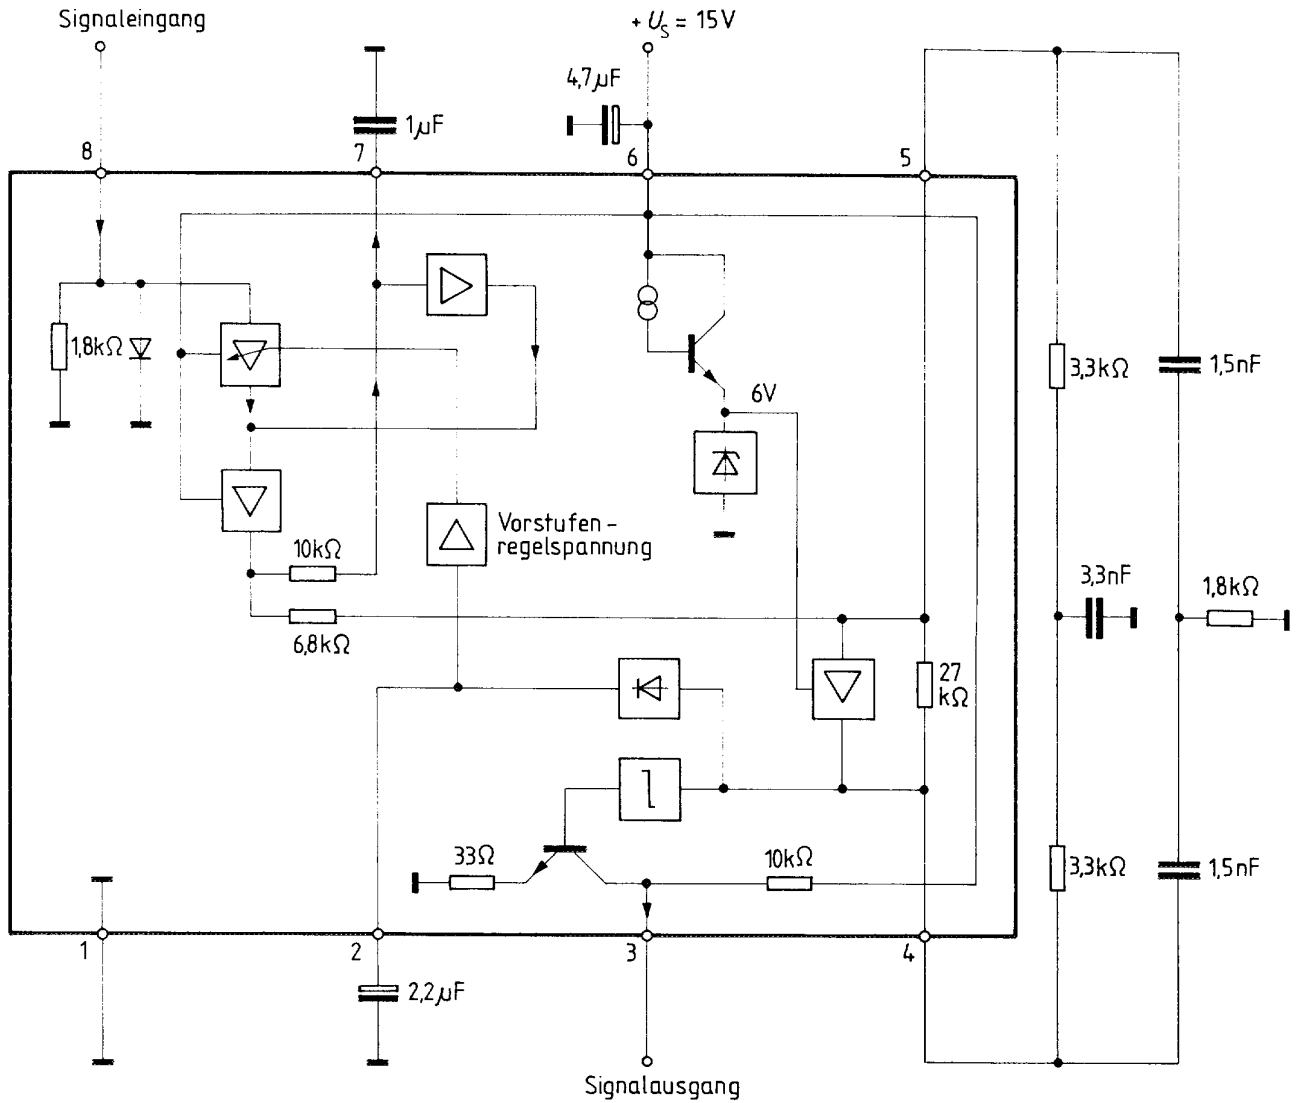 Signaleingang
+ U_S = 15V
4,7µF
1µF
8
7
6
5
1,8kΩ
3,3kΩ
1,5nF
6V
Vorstufen-
regelspannung
10kΩ
6,8kΩ
3,3nF
1,8kΩ
27
kΩ
33Ω
10kΩ
3,3kΩ
1,5nF
1
2
3
4
2,2µF
Signalausgang